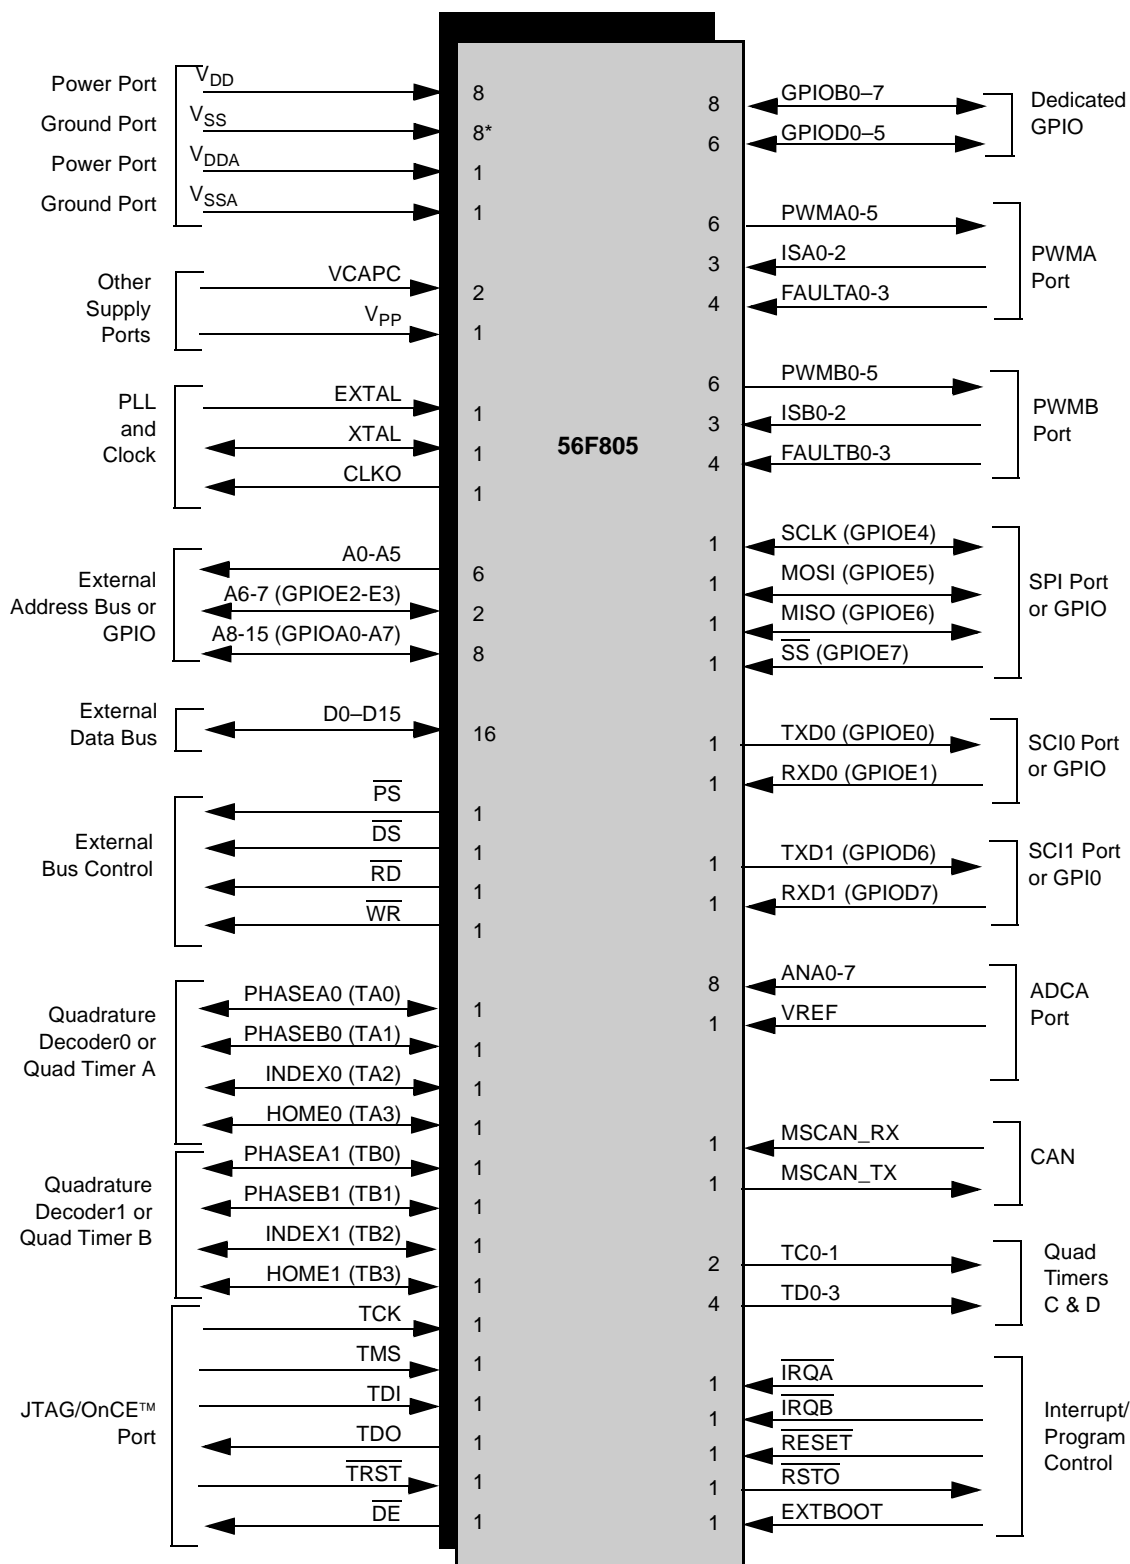 Power Port
VDD
8
Ground Port
VSS
8*
Power Port
VDDA
1
Ground Port
VSSA
1
Other
Supply
Ports
VCAPC
2
VPP
1
PLL
and
Clock
EXTAL
1
XTAL
1
CLKO
1
External
Address Bus or
GPIO
A0-A5
6
A6-7 (GPIOE2-E3)
2
A8-15 (GPIOA0-A7)
8
External
Data Bus
D0–D15
16
External
Bus Control
PS
1
DS
1
RD
1
WR
1
Quadrature
Decoder0 or
Quad Timer A
PHASEA0 (TA0)
1
PHASEB0 (TA1)
1
INDEX0 (TA2)
1
HOME0 (TA3)
1
Quadrature
Decoder1 or
Quad Timer B
PHASEA1 (TB0)
1
PHASEB1 (TB1)
1
INDEX1 (TB2)
1
HOME1 (TB3)
1
JTAG/OnCE™
Port
TCK
1
TMS
1
TDI
1
TDO
1
TRST
1
DE
1
56F805
8
GPIOB0–7
6
GPIOD0–5
Dedicated
GPIO
6
PWMA0-5
3
ISA0-2
4
FAULTA0-3
PWMA
Port
6
PWMB0-5
3
ISB0-2
4
FAULTB0-3
PWMB
Port
1
SCLK (GPIOE4)
1
MOSI (GPIOE5)
1
MISO (GPIOE6)
1
SS (GPIOE7)
SPI Port
or GPIO
1
TXD0 (GPIOE0)
1
RXD0 (GPIOE1)
SCI0 Port
or GPIO
1
TXD1 (GPIOD6)
1
RXD1 (GPIOD7)
SCI1 Port
or GPI0
8
ANA0-7
1
VREF
ADCA
Port
1
MSCAN_RX
1
MSCAN_TX
CAN
2
TC0-1
4
TD0-3
Quad
Timers
C & D
1
IRQA
1
IRQB
1
RESET
1
RSTO
1
EXTBOOT
Interrupt/
Program
Control